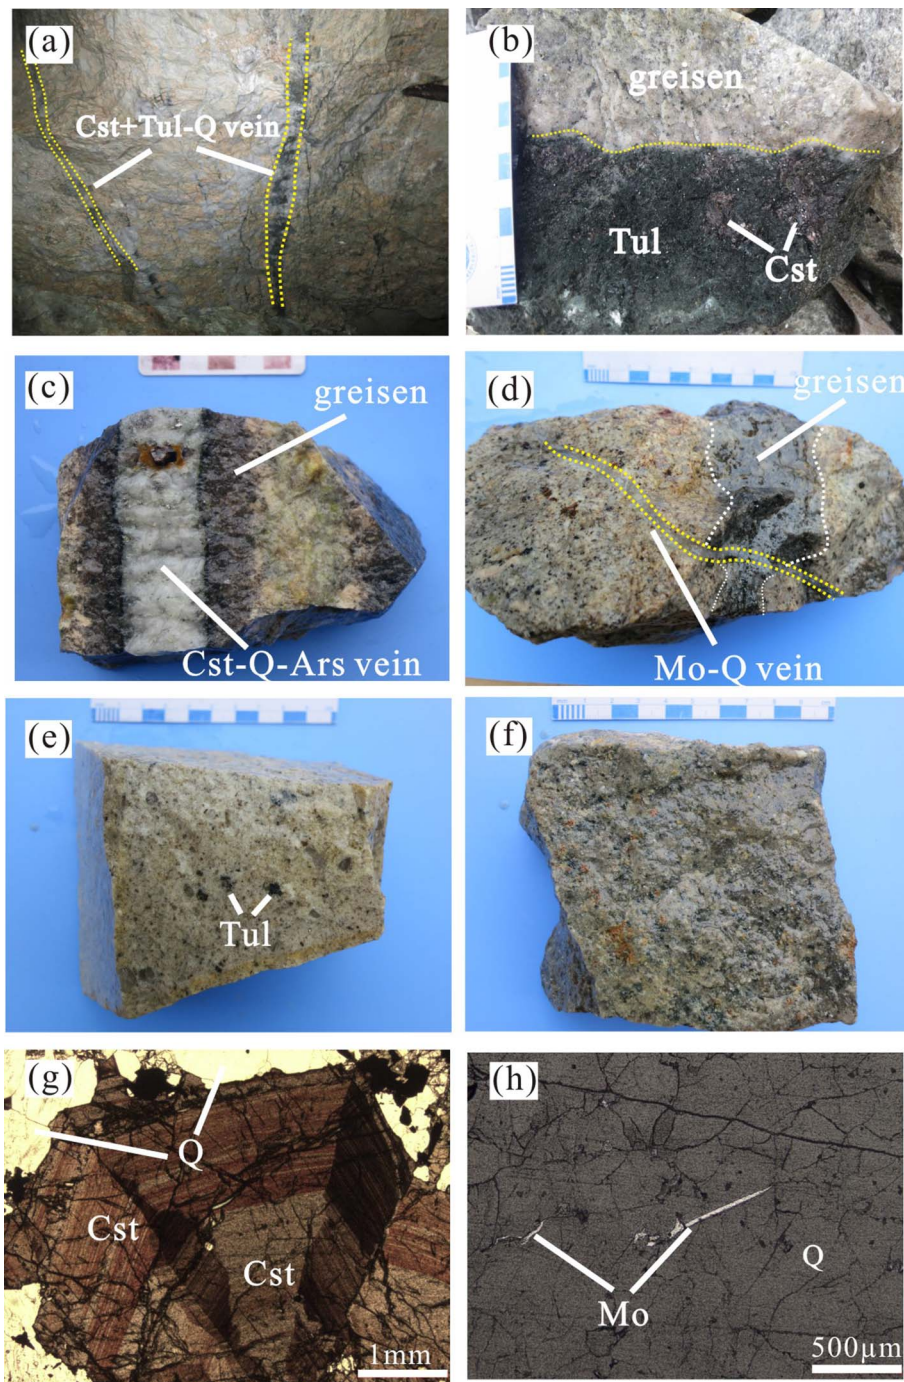 (a)
Cst+Tul-Q vein
(b)
greisen
Tul
Cst
(c)
greisen
Cst-Q-Ars vein
(d)
greisen
Mo-Q vein
(e)
Tul
(f)
(g)
Q
Cst
Cst
1mm
(h)
Q
Mo
500μm